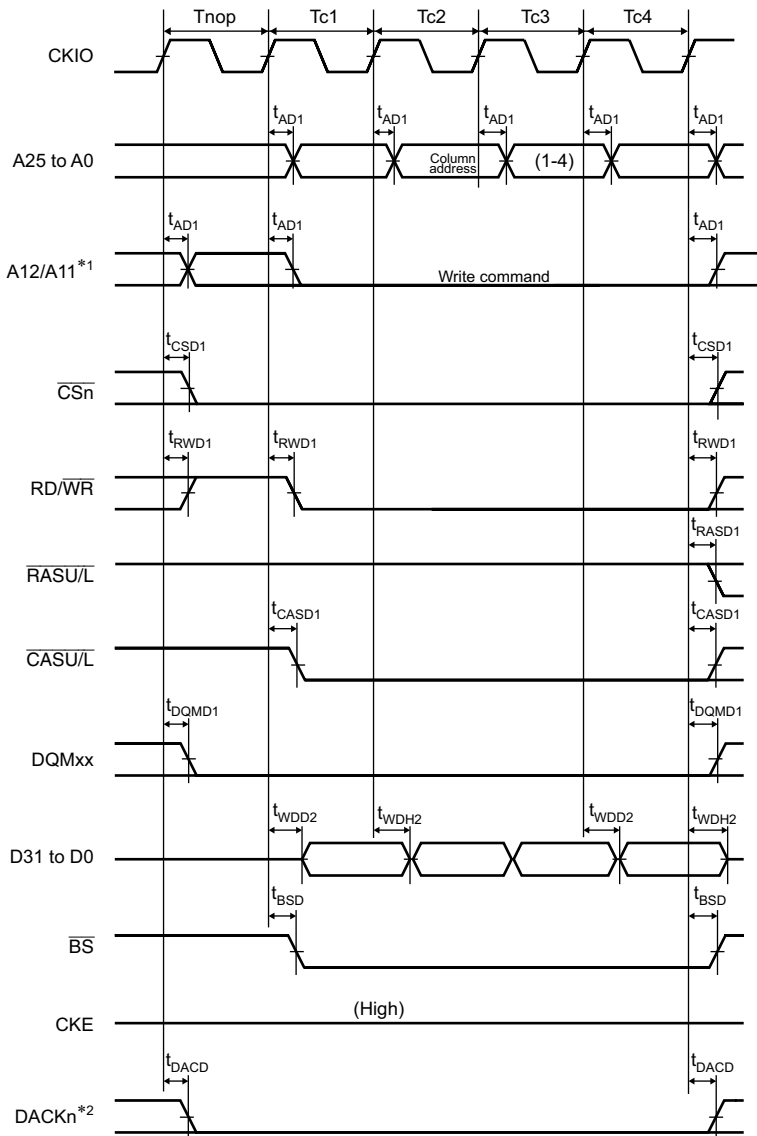 Tnop Tc1 Tc2 Tc3 Tc4
CKIO
tAD1 tAD1 tAD1 tAD1 tAD1
A25 to A0
Column
address
(1-4)
tAD1 tAD1 tAD1
A12/A11*1
Write command
tCSD1 tCSD1
CSn
tRWD1 tRWD1 tRWD1
RD/WR
tRASD1
RASU/L
tCASD1 tCASD1
CASU/L
tDQMD1 tDQMD1
DQMxx
tWDD2 tWDH2 tWDD2 tWDH2
D31 to D0
tBSD tBSD
BS
(High)
CKE
tDACD tDACD
DACKn*2